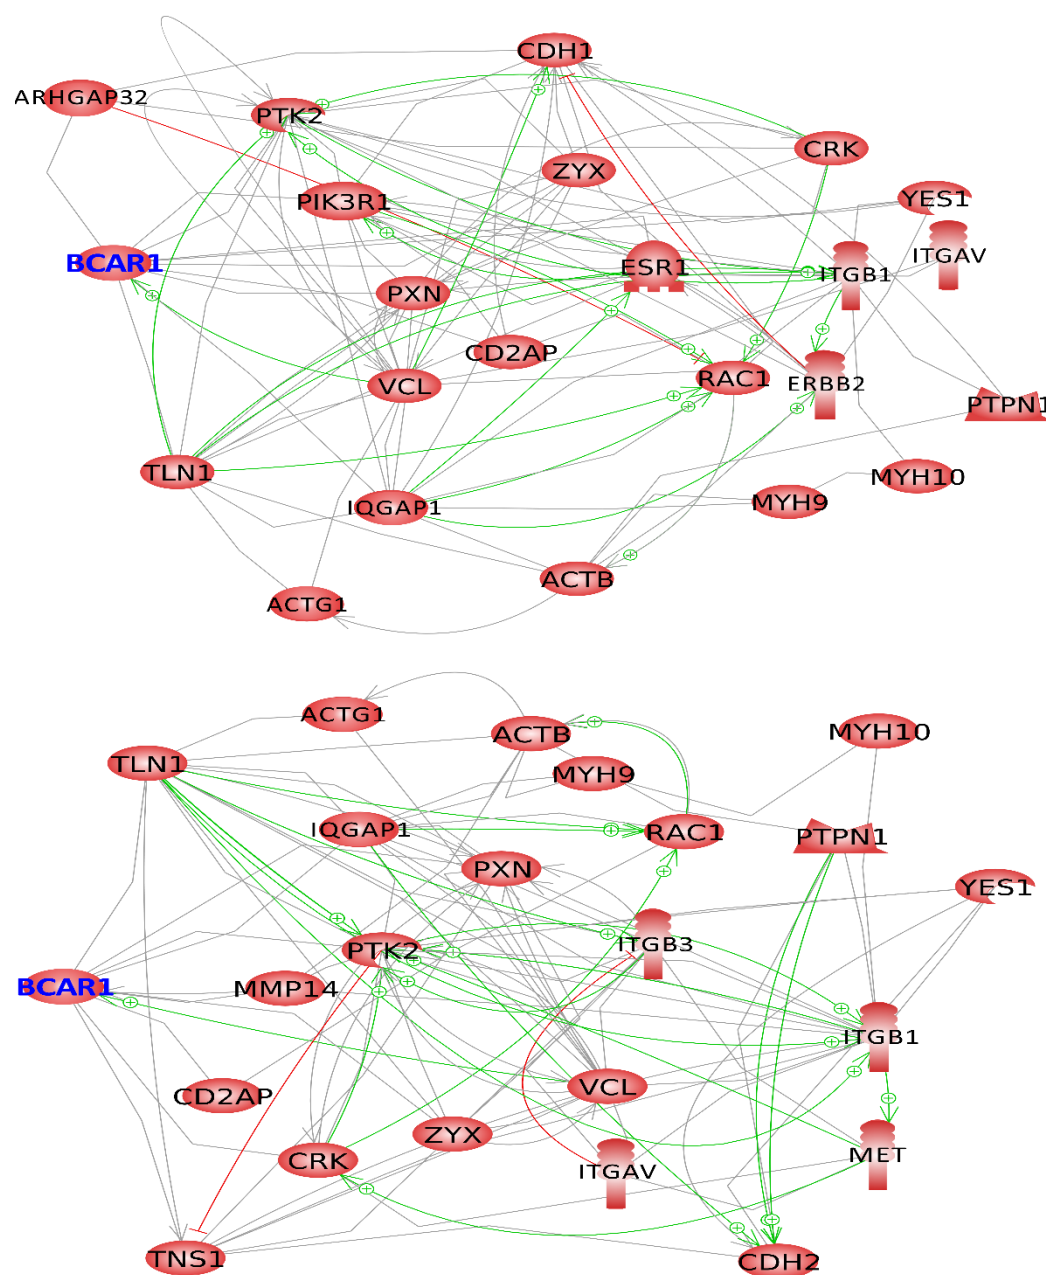 CDH1
ARHGAP32
PTK2
CRK
ZYX
PIK3R1
YES1
ITGAV
BCAR1
ESR1
ITGB1
PXN
CD2AP
RAC1
ERBB2
VCL
PTPN1
TLN1
MYH10
IQGAP1
MYH9
ACTB
ACTG1
ACTG1
ACTB
MYH10
TLN1
MYH9
IQGAP1
RAC1
PTPN1
PXN
YES1
PTK2
ITGB3
BCAR1
MMP14
ITGB1
CD2AP
VCL
ZYX
CRK
ITGAV
MET
TNS1
CDH2